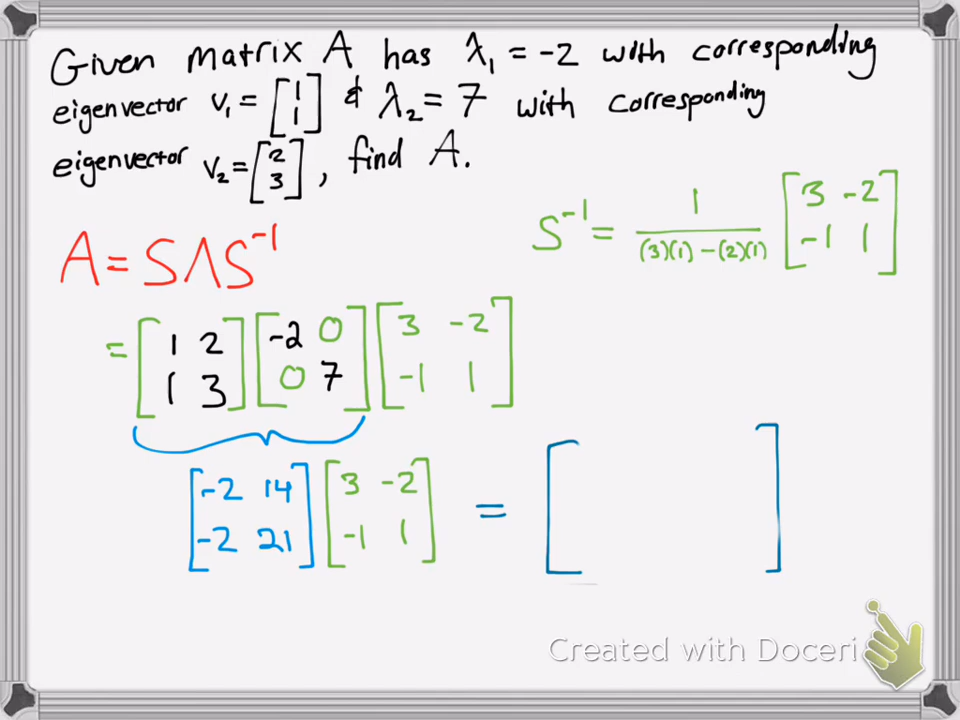 Given matrix A has λ₁ = -2 with corresponding
eigenvector v₁ = [1 1] & λ₂ = 7 with corresponding
eigenvector v₂ = [2 3], find A.
S⁻¹ = 1 / (3)(1) - (2)(1) [3 -2
-1 1]
A = SΛS⁻¹
= [1 2 [-2 0 [3 -2
1 3] 0 7] -1 1]
[-2 14 [3 -2
-2 21] -1 1] = [ ]
Created with Doceri